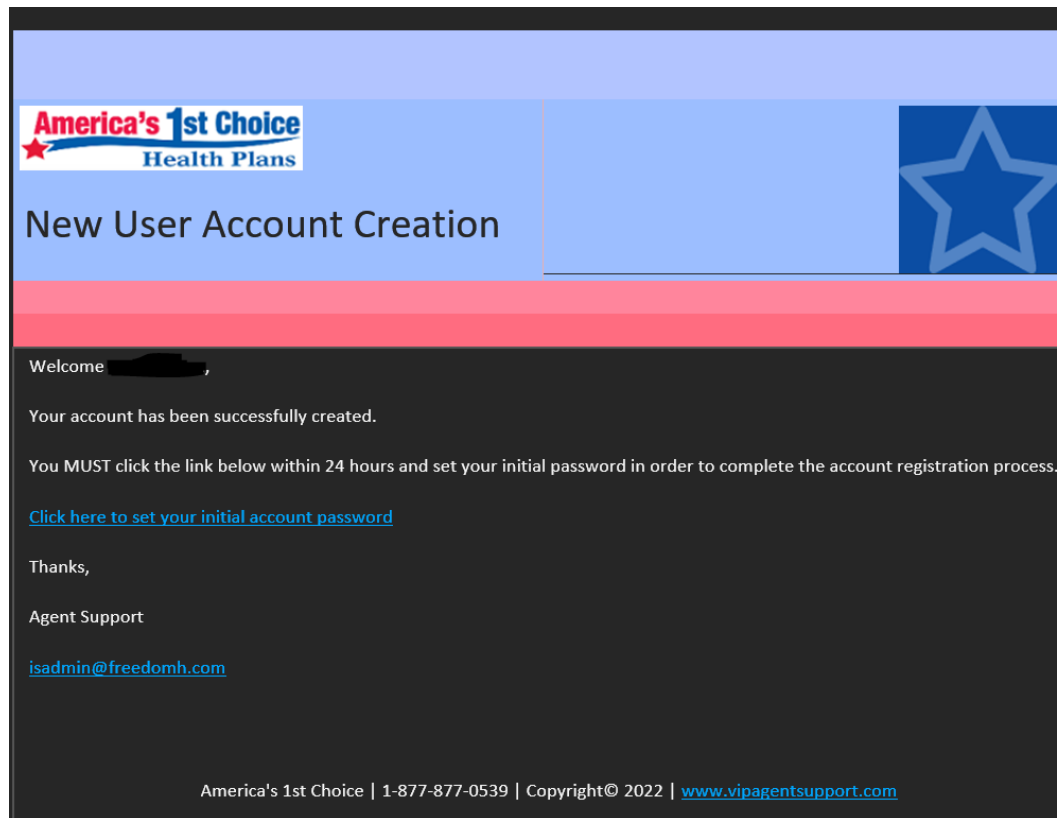 America's 1st Choice
Health Plans
New User Account Creation
Welcome ,
Your account has been successfully created.
You MUST click the link below within 24 hours and set your initial password in order to complete the account registration process.
Click here to set your initial account password
Thanks,
Agent Support
isadmin@freedomh.com
America's 1st Choice | 1-877-877-0539 | Copyright© 2022 | www.vipagentsupport.com